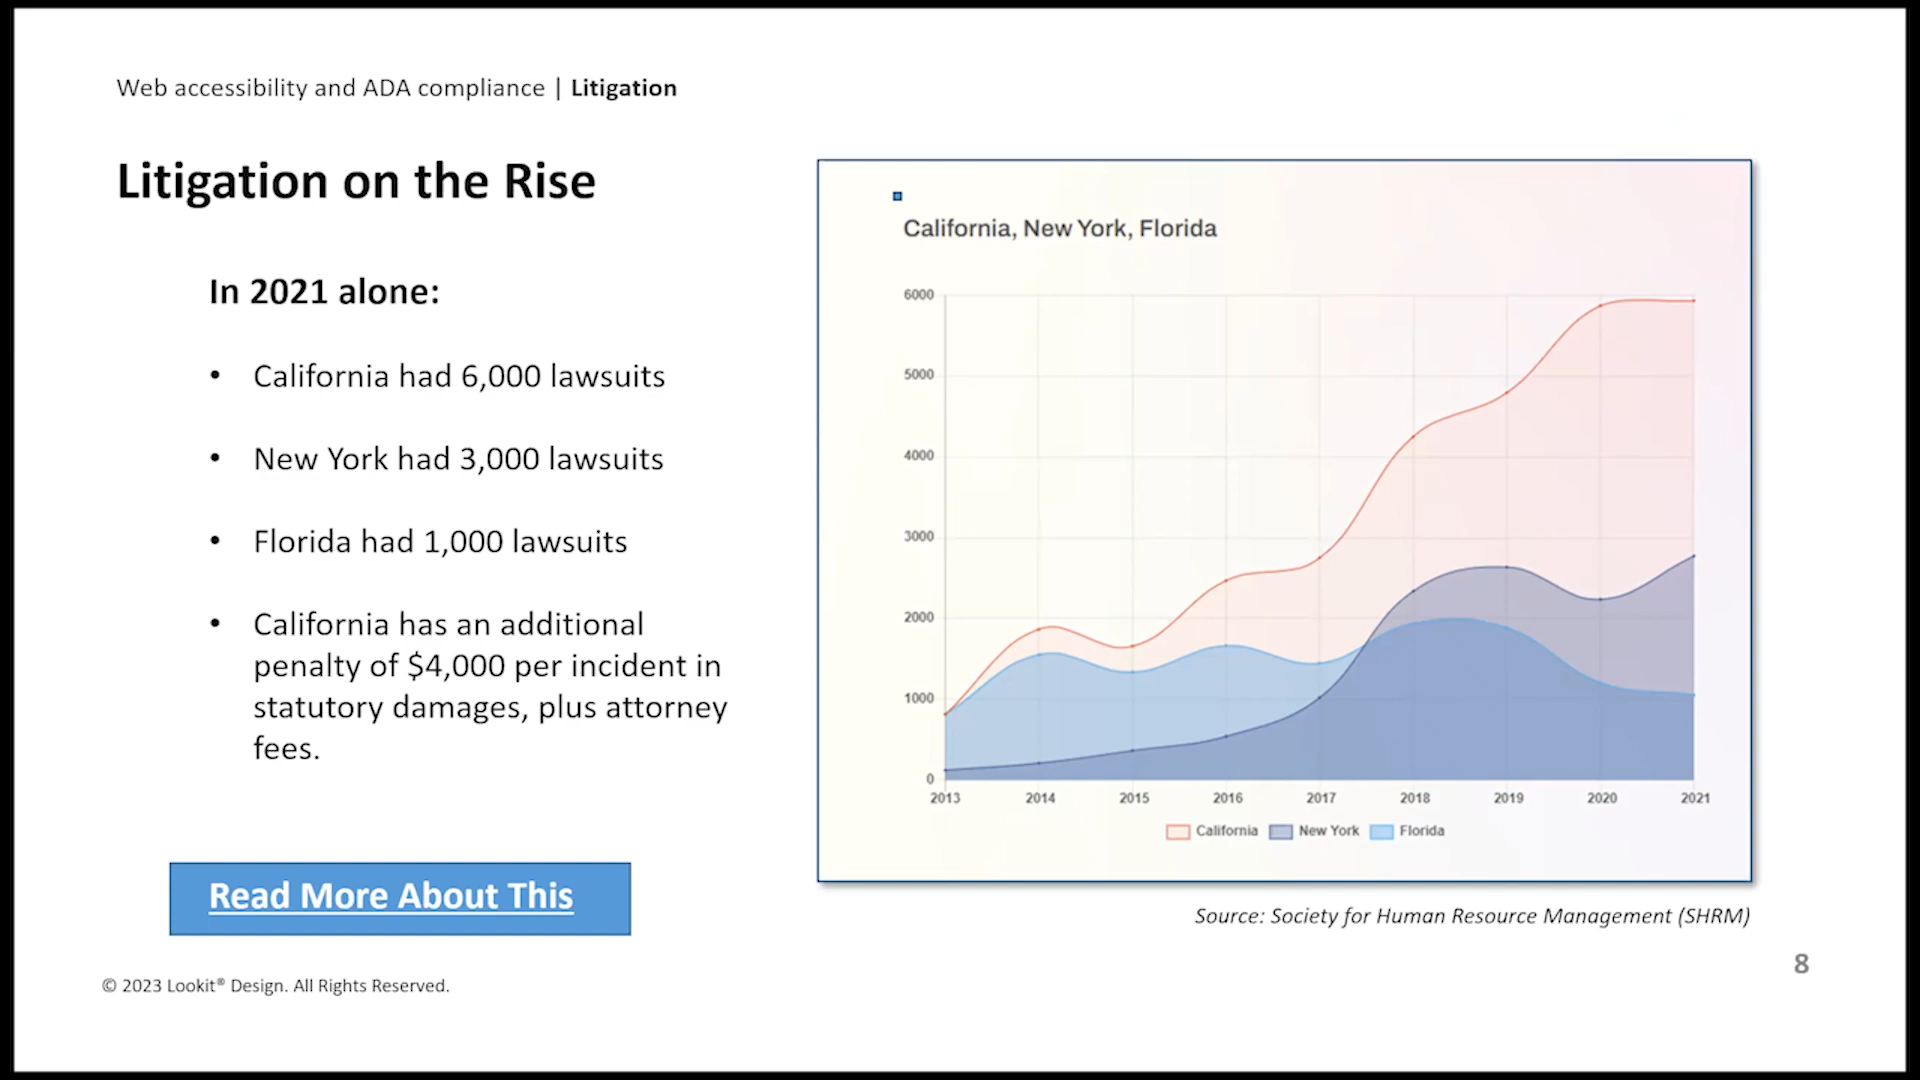 Web accessibility and ADA compliance | Litigation
Litigation on the Rise
In 2021 alone:
• California had 6,000 lawsuits
• New York had 3,000 lawsuits
• Florida had 1,000 lawsuits
• California has an additional
penalty of $4,000 per incident in
statutory damages, plus attorney
fees.
Read More About This
California, New York, Florida
6000
5000
4000
3000
2000
1000
0
2013 2014 2015 2016 2017 2018 2019 2020 2021
California New York Florida
Source: Society for Human Resource Management (SHRM)
8
© 2023 Lookit® Design. All Rights Reserved.